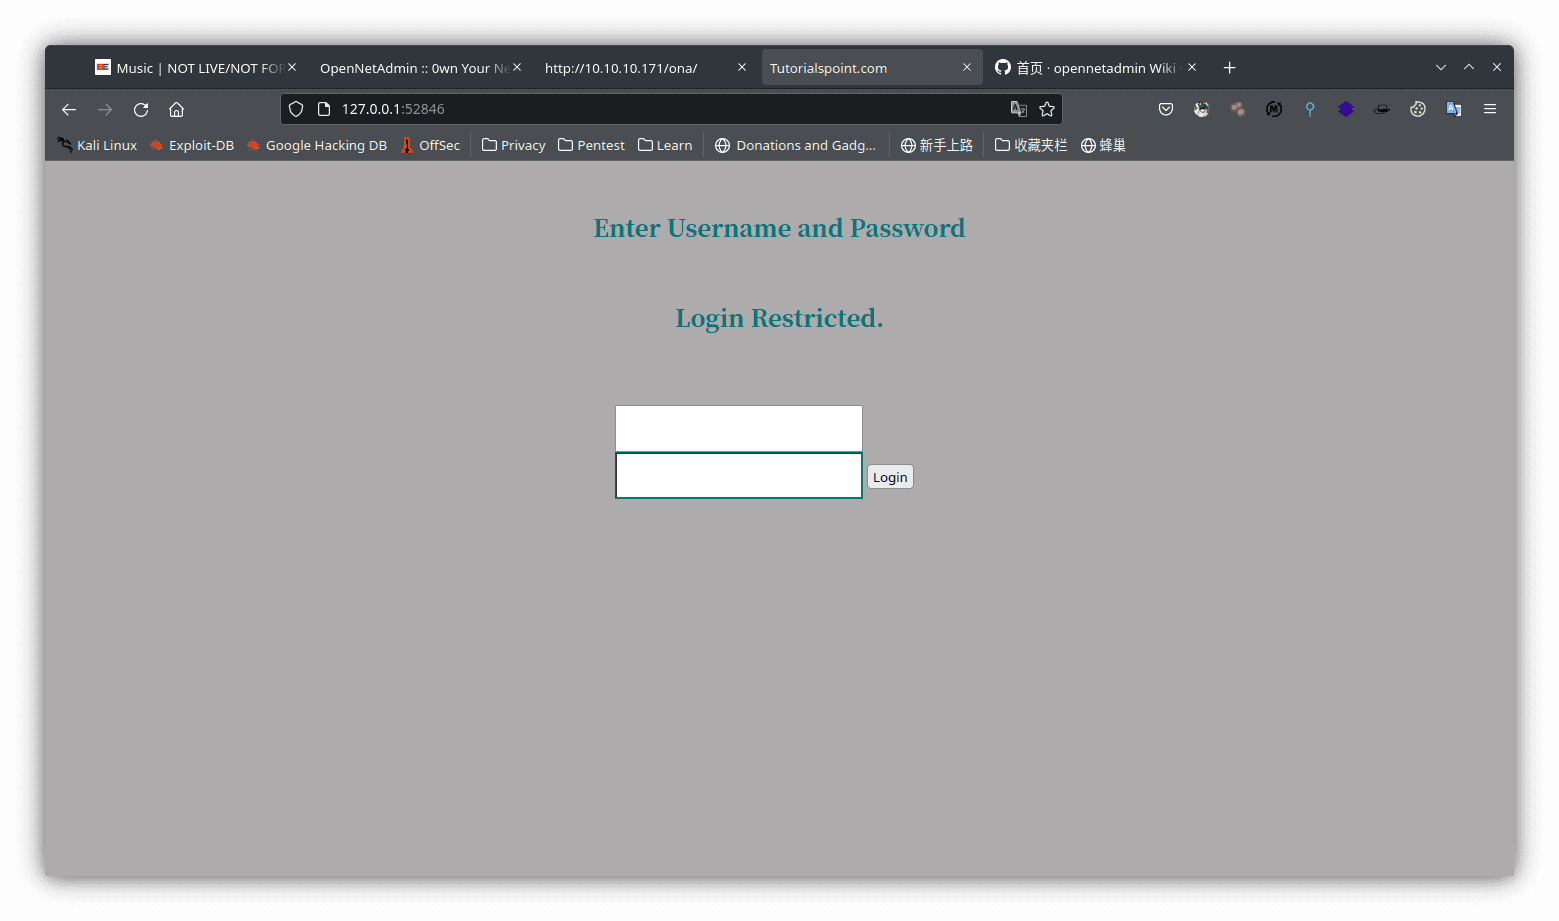 Music | NOT LIVE/NOT FOR
OpenNetAdmin :: 0wn Your Ne
http://10.10.10.171/ona/
Tutorialspoint.com
首页 · opennetadmin Wiki ·
127.0.0.1:52846
Kali Linux
Exploit-DB
Google Hacking DB
OffSec
Privacy
Pentest
Learn
Donations and Gadg...
新手上路
收藏夹栏
蜂巢
Enter Username and Password
Login Restricted.
Login